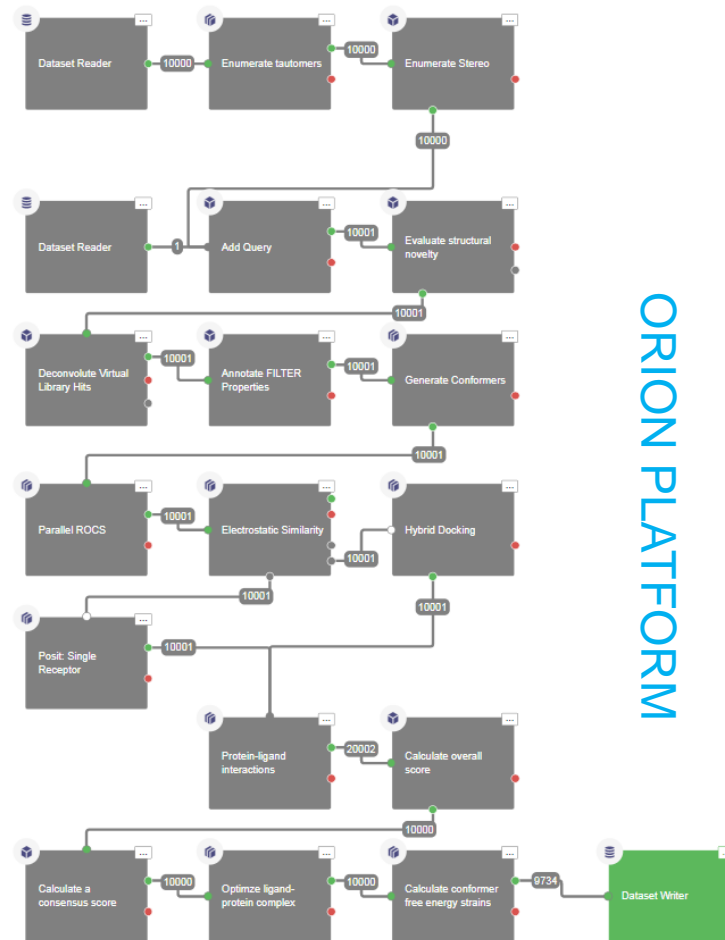 Dataset Reader
...
10000
Enumerate tautomers
...
10000
Enumerate Stereo
...
10000
Dataset Reader
...
1
Add Query
...
10001
Evaluate structural
novelty
...
10001
Deconvolute Virtual
Library Hits
...
10001
Annotate FILTER
Properties
...
10001
Generate Conformers
...
10001
Parallel ROCS
...
10001
Electrostatic Similarity
...
10001
Hybrid Docking
...
10001
10001
Posit: Single
Receptor
...
10001
Protein-ligand
interactions
...
20002
Calculate overall
score
...
10000
Calculate a
consensus score
...
10000
Optimze ligand-
protein complex
...
10000
Calculate conformer
free energy strains
...
9734
Dataset Writer
ORION PLATFORM